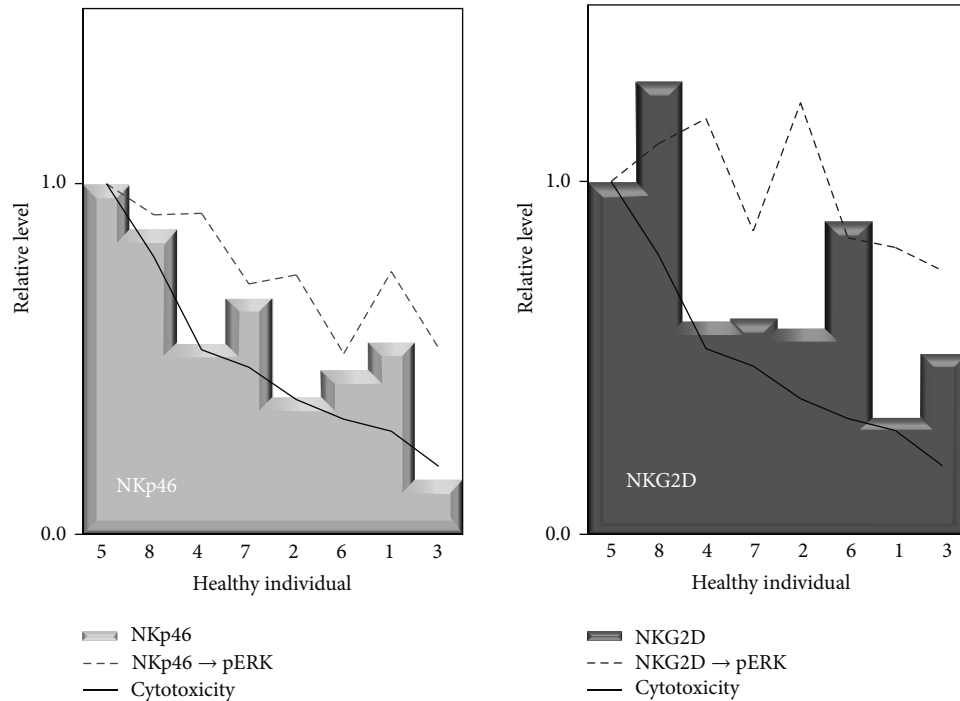 Relative level
1.0
0.0
NKp46
5 8 4 7 2 6 1 3
Healthy individual
NKp46
NKp46 → pERK
Cytotoxicity
Relative level
1.0
0.0
NKG2D
5 8 4 7 2 6 1 3
Healthy individual
NKG2D
NKG2D → pERK
Cytotoxicity